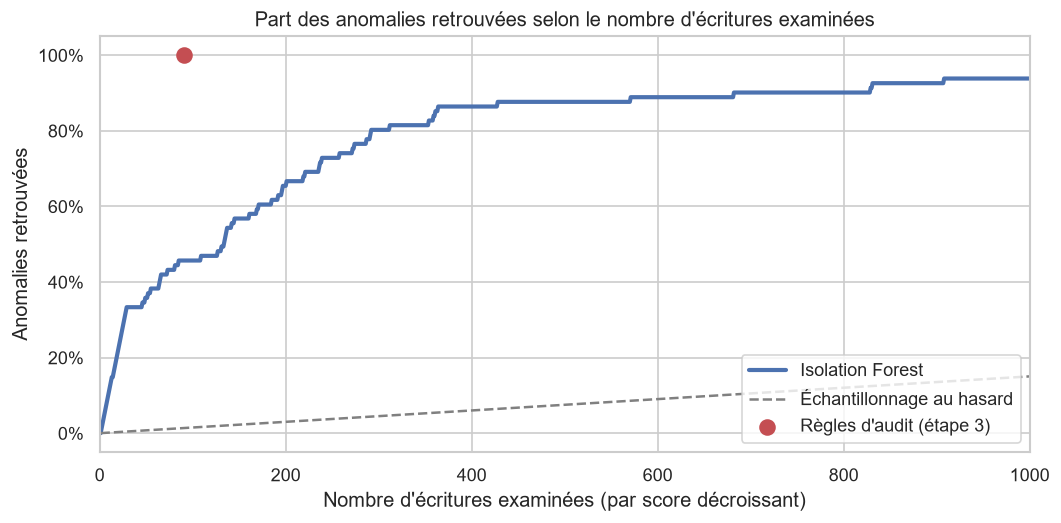 Part des anomalies retrouvées selon le nombre d'écritures examinées
Anomalies retrouvées
100%
80%
60%
40%
20%
0%
Isolation Forest
Échantillonnage au hasard
Règles d'audit (étape 3)
0
200
400
600
800
1000
Nombre d'écritures examinées (par score décroissant)